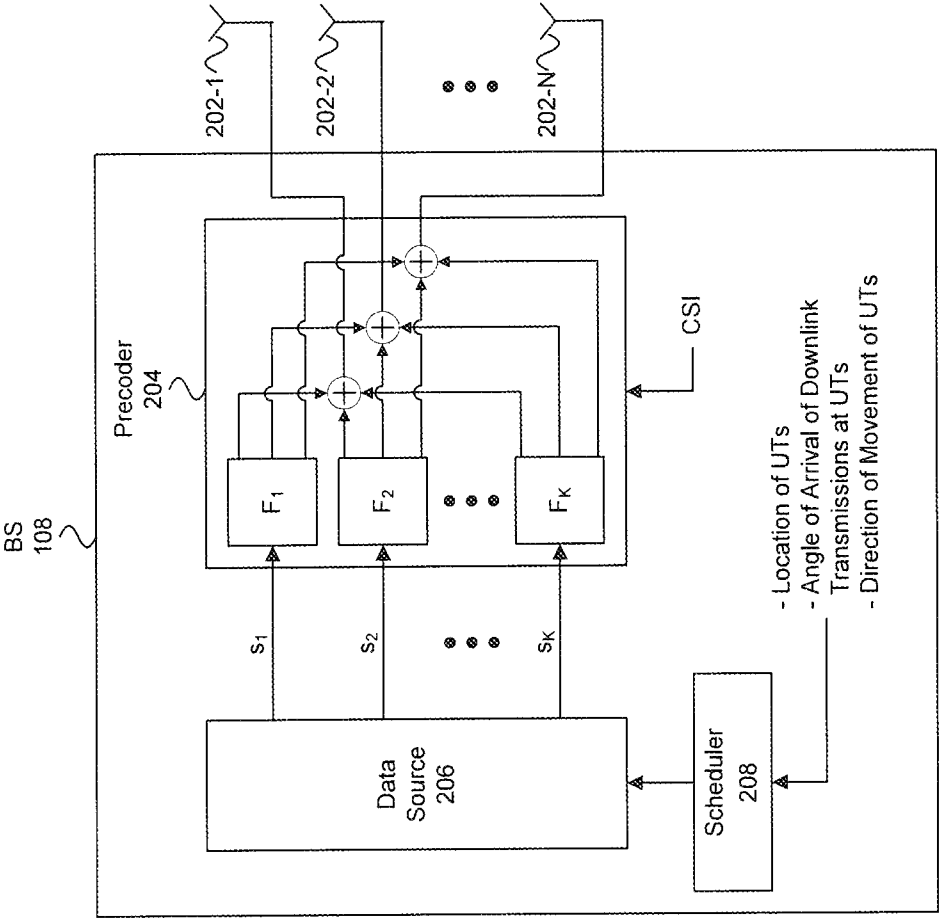 BS
108
Precoder
204
202-1
202-2
202-N
Data
Source
206
s1
s2
sK
F1
F2
FK
CSI
Scheduler
208
- Location of UTs
- Angle of Arrival of Downlink
Transmissions at UTs
- Direction of Movement of UTs